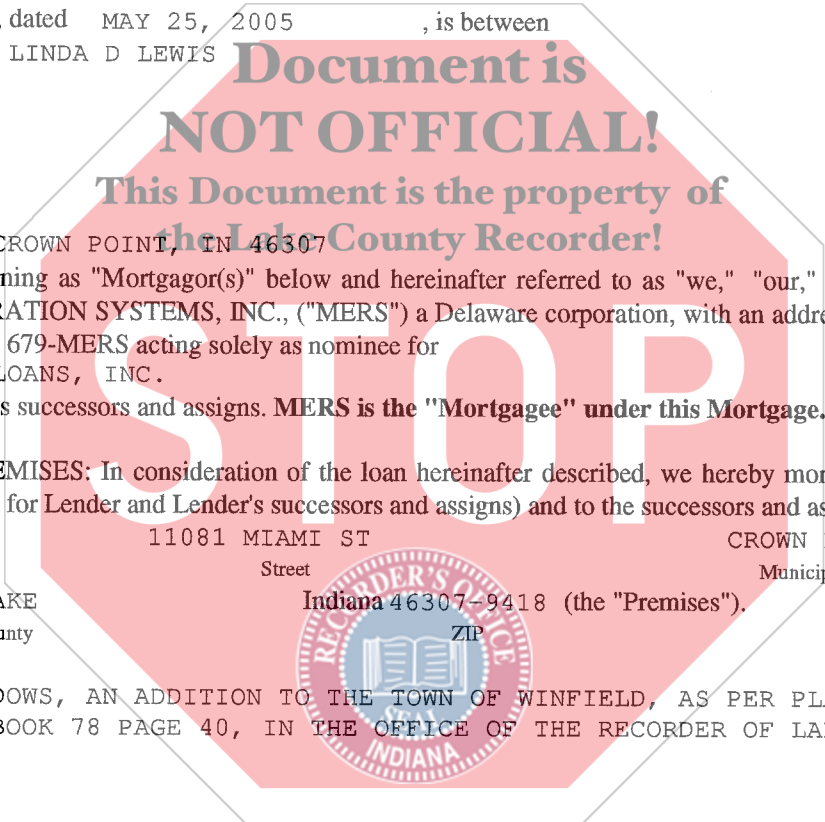 , dated MAY 25, 2005 , is between
LINDA D LEWIS
Document is
NOT OFFICIAL!
This Document is the property of
the Lake County Recorder!
CROWN POINT, IN 46307
ning as "Mortgagor(s)" below and hereinafter referred to as "we," "our,"
RATION SYSTEMS, INC., ("MERS") a Delaware corporation, with an addre
679-MERS acting solely as nominee for
LOANS, INC.
s successors and assigns. MERS is the "Mortgagee" under this Mortgage.
STOP
EMISES: In consideration of the loan hereinafter described, we hereby mor
for Lender and Lender's successors and assigns) and to the successors and as
11081 MIAMI ST CROWN
Street Municip
AKE Indiana 46307-9418 (the "Premises").
unty ZIP
RECORDER'S OFFICE
SEAL
INDIANA
DOWS, AN ADDITION TO THE TOWN OF WINFIELD, AS PER PL
BOOK 78 PAGE 40, IN THE OFFICE OF THE RECORDER OF LA